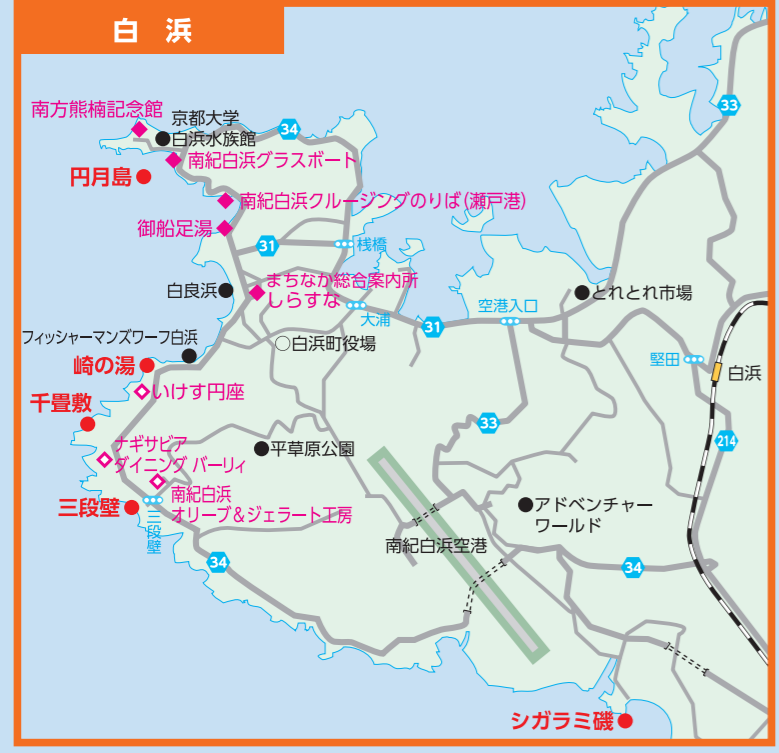 白 浜
33
南方熊楠記念館
京都大学
白浜水族館
34
南紀白浜グラスボート
円月島
南紀白浜クルージングのりば(瀬戸港)
御船足湯
31
桟橋
まちなか総合案内所
しらすな
白良浜
大浦
31
空港入口
とれとれ市場
フィッシャーマンズワーフ白浜
○白浜町役場
堅田
白浜
崎の湯
いけす円座
千畳敷
33
214
ナギサビア
ダイニング バーリィ
平草原公園
南紀白浜
オリーブ&ジェラート工房
三段壁
三段壁
アドベンチャー
ワールド
南紀白浜空港
34
34
シガラミ磯